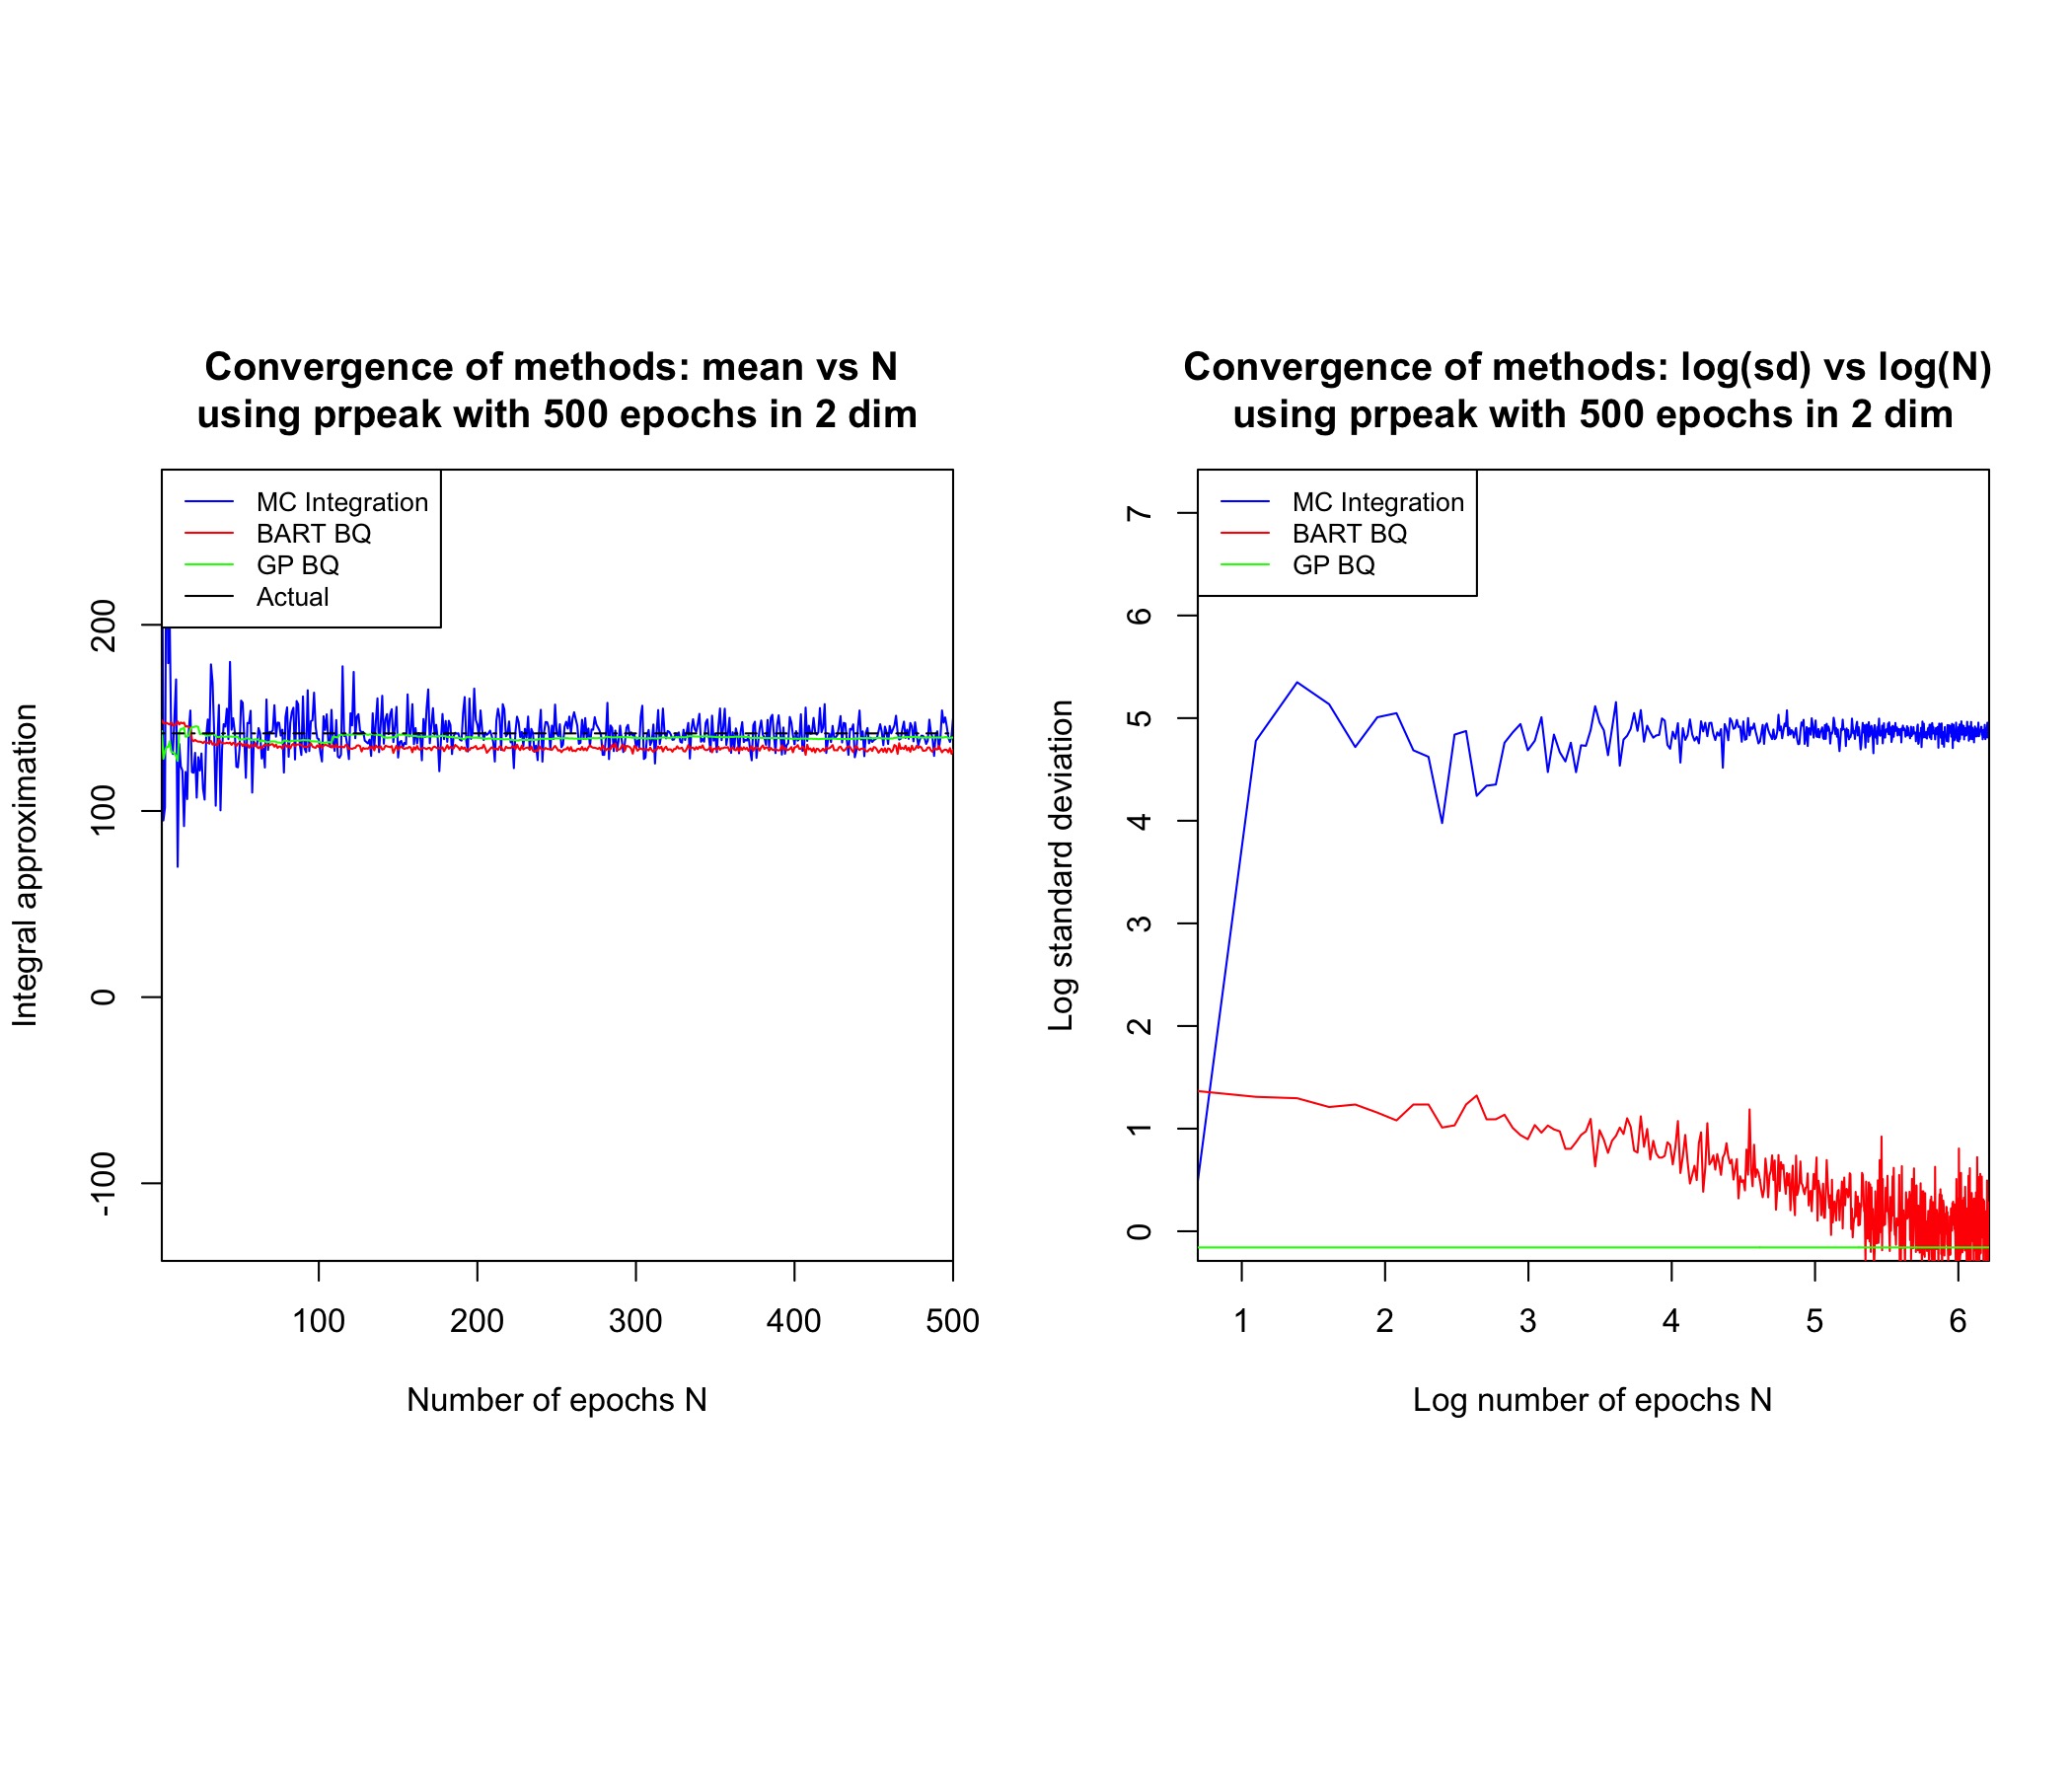 Convergence of methods: mean vs N
using prpeak with 500 epochs in 2 dim
MC Integration
BART BQ
GP BQ
Actual
Integral approximation
200
100
0
-100
100
200
300
400
500
Number of epochs N
Convergence of methods: log(sd) vs log(N)
using prpeak with 500 epochs in 2 dim
MC Integration
BART BQ
GP BQ
Log standard deviation
7
6
5
4
3
2
1
0
1
2
3
4
5
6
Log number of epochs N